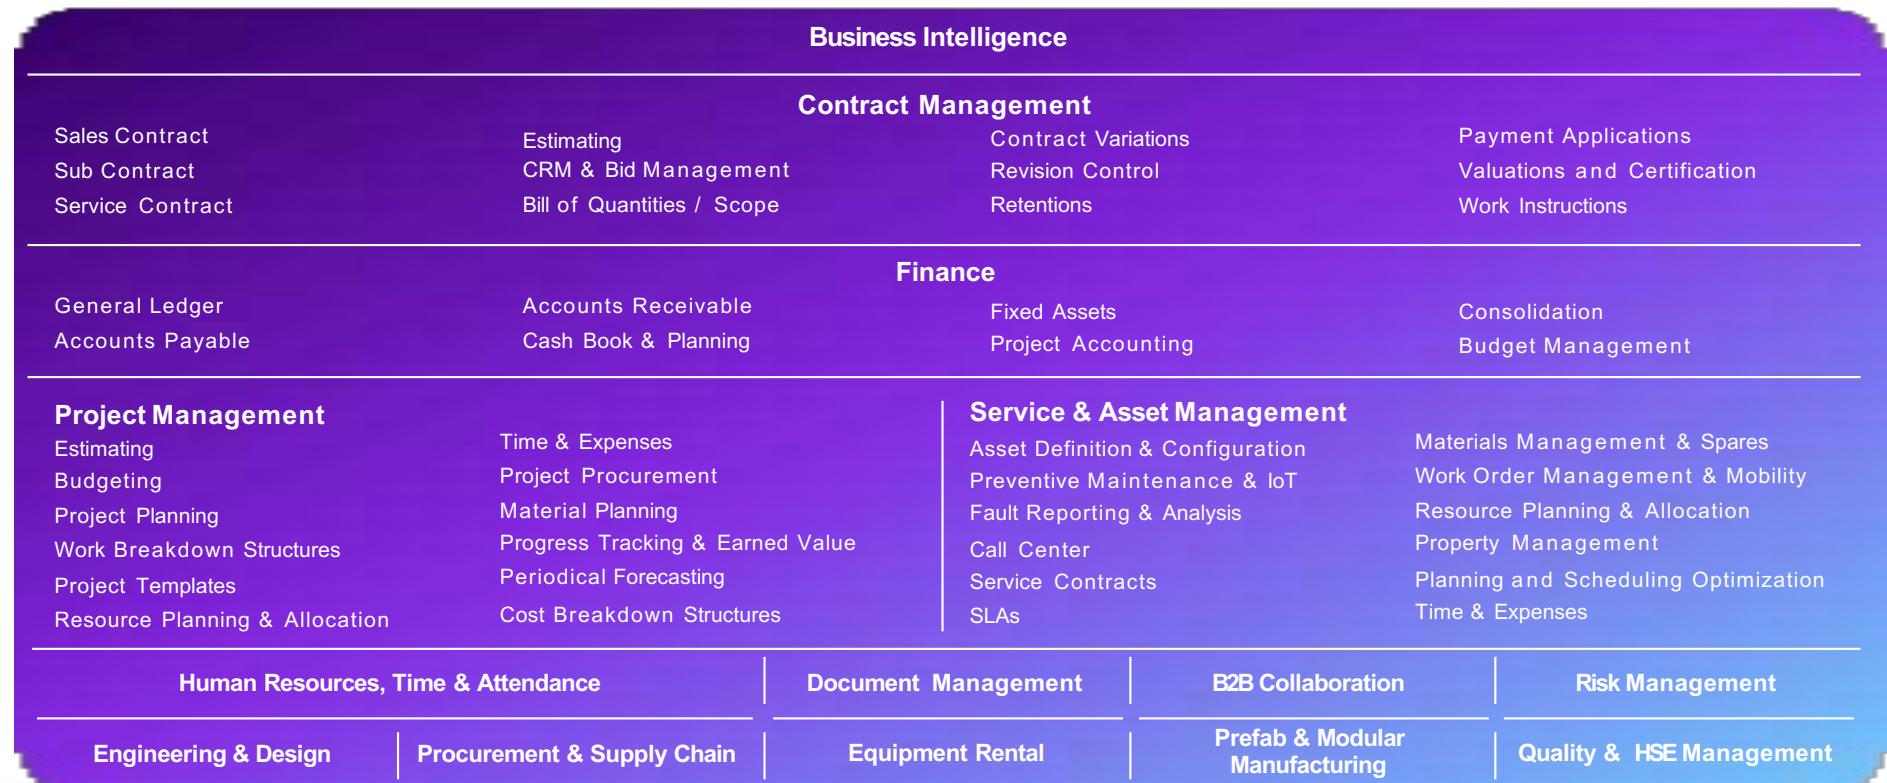 Business Intelligence
Contract Management
Sales Contract
Sub Contract
Service Contract
Estimating
CRM & Bid Management
Bill of Quantities / Scope
Contract Variations
Revision Control
Retentions
Payment Applications
Valuations and Certification
Work Instructions
Finance
General Ledger
Accounts Payable
Accounts Receivable
Cash Book & Planning
Fixed Assets
Project Accounting
Consolidation
Budget Management
Project Management
Estimating
Budgeting
Project Planning
Work Breakdown Structures
Project Templates
Resource Planning & Allocation
Time & Expenses
Project Procurement
Material Planning
Progress Tracking & Earned Value
Periodical Forecasting
Cost Breakdown Structures
Service & Asset Management
Asset Definition & Configuration
Preventive Maintenance & IoT
Fault Reporting & Analysis
Call Center
Service Contracts
SLAs
Materials Management & Spares
Work Order Management & Mobility
Resource Planning & Allocation
Property Management
Planning and Scheduling Optimization
Time & Expenses
Human Resources, Time & Attendance
Document Management
B2B Collaboration
Risk Management
Engineering & Design
Procurement & Supply Chain
Equipment Rental
Prefab & Modular
Manufacturing
Quality & HSE Management